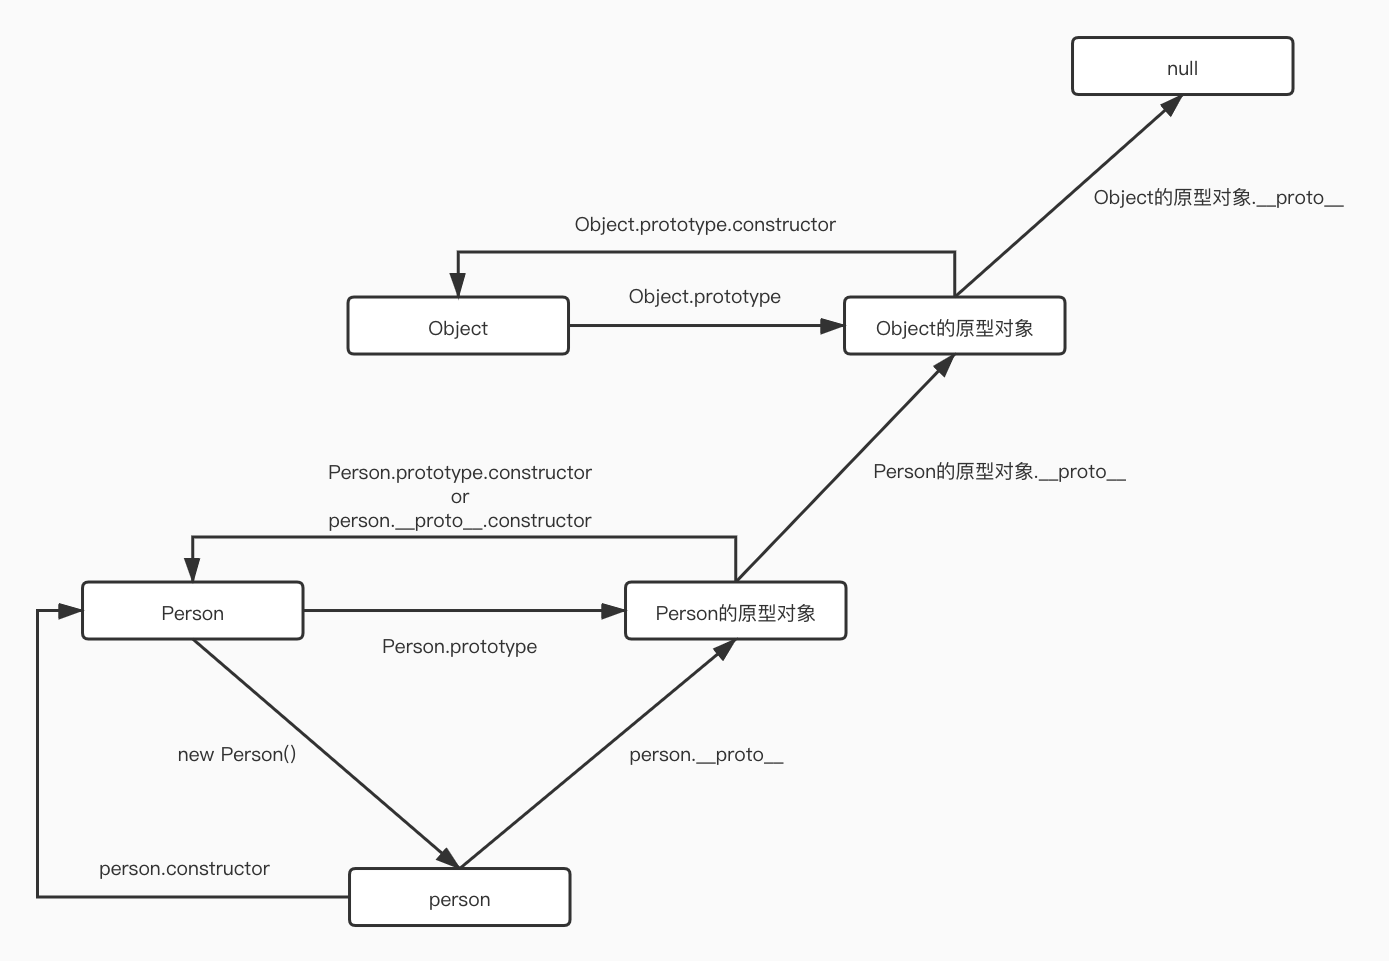 null
Object的原型对象.__proto__
Object.prototype.constructor
Object.prototype
Object
Object的原型对象
Person.prototype.constructor
or
person.__proto__.constructor
Person的原型对象.__proto__
Person
Person的原型对象
Person.prototype
new Person()
person.__proto__
person.constructor
person